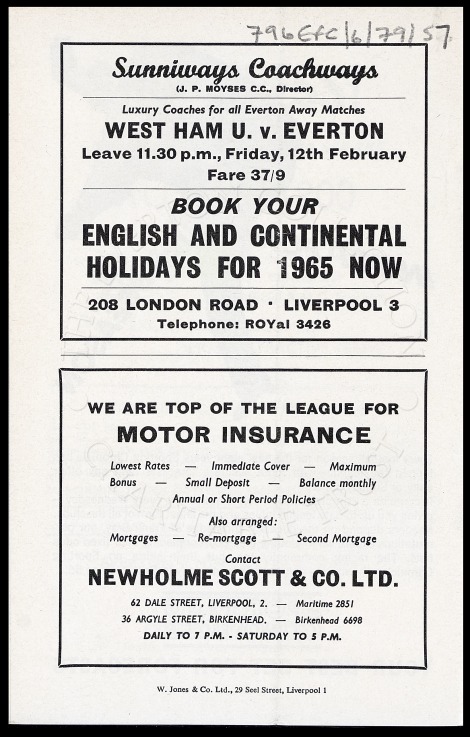 796EFC/6/79/57
Sunniways Coachways
(J. P. MOYSES C.C., Director)
Luxury Coaches for all Everton Away Matches
WEST HAM U. v. EVERTON
Leave 11.30 p.m., Friday, 12th February
Fare 37/9
BOOK YOUR
ENGLISH AND CONTINENTAL
HOLIDAYS FOR 1965 NOW
208 LONDON ROAD · LIVERPOOL 3
Telephone: ROYal 3426
WE ARE TOP OF THE LEAGUE FOR
MOTOR INSURANCE
Lowest Rates — Immediate Cover — Maximum
Bonus — Small Deposit — Balance monthly
Annual or Short Period Policies
Also arranged:
Mortgages — Re-mortgage — Second Mortgage
Contact
NEWHOLME SCOTT & CO. LTD.
62 DALE STREET, LIVERPOOL, 2. — Maritime 2851
36 ARGYLE STREET, BIRKENHEAD. — Birkenhead 6698
DAILY TO 7 P.M. - SATURDAY TO 5 P.M.
W. Jones & Co. Ltd., 29 Seel Street, Liverpool 1